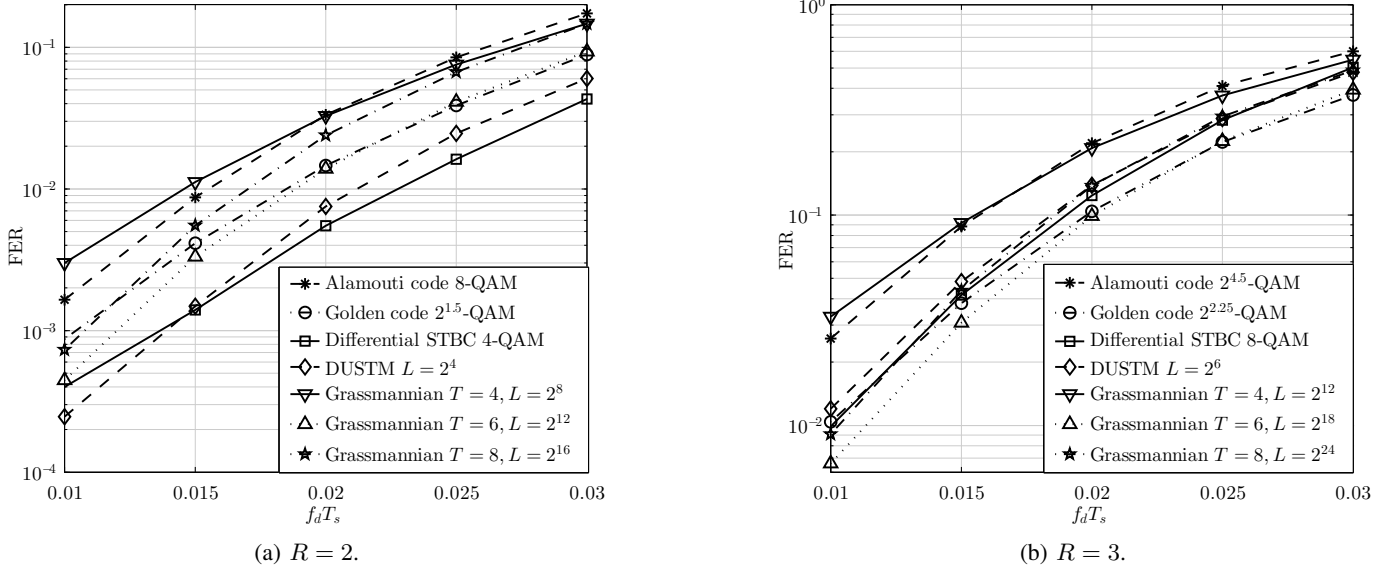 10^{-1}
10^{-2}
10^{-3}
10^{-4}
FER
Alamouti code 8-QAM
Golden code 2^{1.5}-QAM
Differential STBC 4-QAM
DUSTM L = 2^4
Grassmannian T = 4, L = 2^8
Grassmannian T = 6, L = 2^{12}
Grassmannian T = 8, L = 2^{16}
0.01 0.015 0.02 0.025 0.03
f_dT_s
(a) R = 2.
10^0
10^{-1}
10^{-2}
FER
Alamouti code 2^{4.5}-QAM
Golden code 2^{2.25}-QAM
Differential STBC 8-QAM
DUSTM L = 2^6
Grassmannian T = 4, L = 2^{12}
Grassmannian T = 6, L = 2^{18}
Grassmannian T = 8, L = 2^{24}
0.01 0.015 0.02 0.025 0.03
f_dT_s
(b) R = 3.